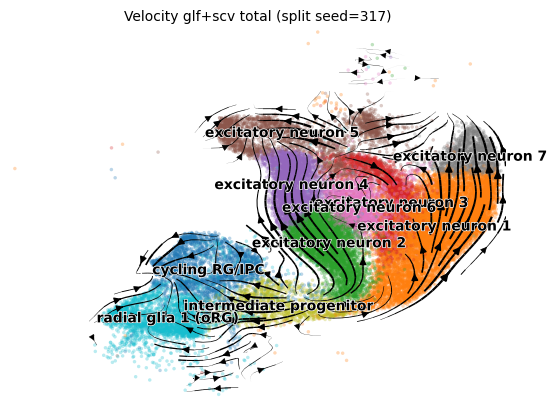 Velocity glf+scv total (split seed=317)
excitatory neuron 5
excitatory neuron 7
excitatory neuron 4
excitatory neuron 3
excitatory neuron 6
excitatory neuron 1
excitatory neuron 2
cycling RG/IPC
intermediate progenitor
radial glia 1 (oRG)